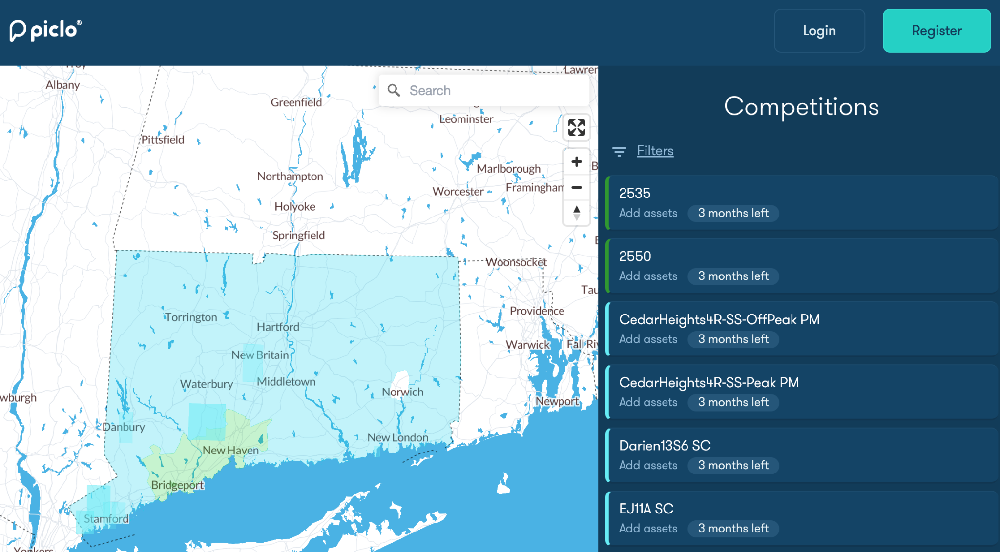 piclo®
Login
Register
Troy
Albany
Lawren
Search
Greenfield
Leominster
Pittsfield
Northampton
Marlborough
Worcester
Framingham
Holyoke
Springfield
Woonsocket
Tau
Torrington
Hartford
Providence
New Britain
Warwick
Fall Riv
Waterbury
Middletown
Norwich
wburgh
Newport
Danbury
New London
New Haven
Bridgeport
Stamford
Yonkers
Competitions
Filters
2535
Add assets 3 months left
2550
Add assets 3 months left
CedarHeights4R-SS-OffPeak PM
Add assets 3 months left
CedarHeights4R-SS-Peak PM
Add assets 3 months left
Darien13S6 SC
Add assets 3 months left
EJ11A SC
Add assets 3 months left